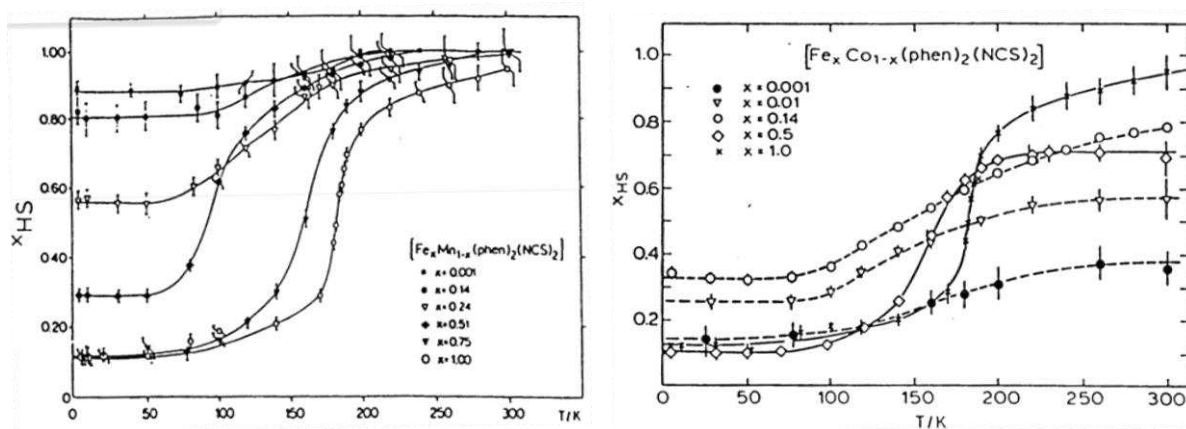 1.00
0.80
0.60
0.40
0.20
0
xHS
[FexMn1-x(phen)2(NCS)2]
x=0.001
x=0.14
x=0.24
x=0.51
x=0.75
x=1.00
0 50 100 150 200 250 300 T/K
1.0
0.8
0.6
0.4
0.2
xHS
[FexCo1-x(phen)2(NCS)2]
x=0.001
x=0.01
x=0.14
x=0.5
x=1.0
0 50 100 150 200 250 300
T/K